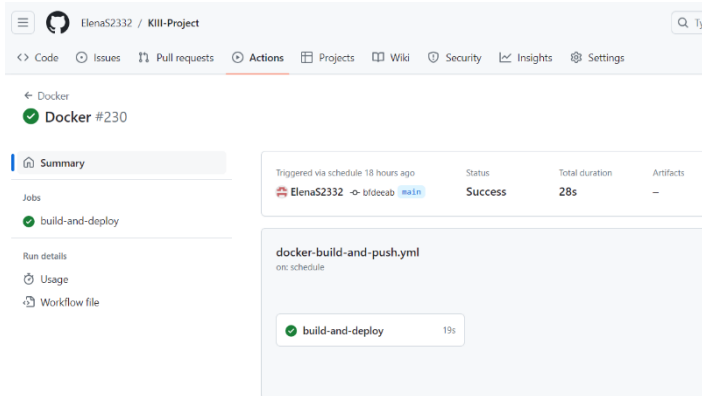 ElenaS2332 / KIII-Project
Ty
Code Issues Pull requests Actions Projects Wiki Security Insights Settings
← Docker
Docker #230
Summary
Jobs
build-and-deploy
Run details
Usage
Workflow file
Triggered via schedule 18 hours ago
ElenaS2332 bfdeeab main
Status
Success
Total duration
28s
Artifacts
–
docker-build-and-push.yml
on: schedule
build-and-deploy 19s